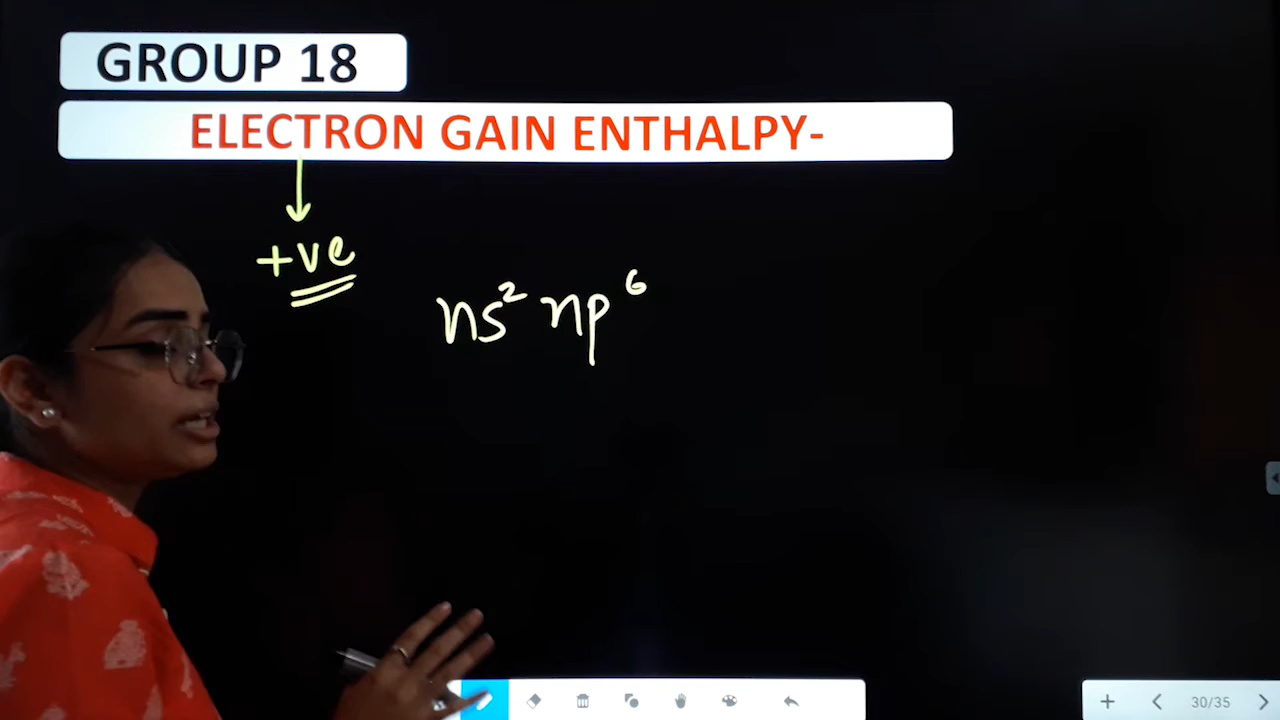 GROUP 18
ELECTRON GAIN ENTHALPY-
+ve
ns² np⁶
30/35